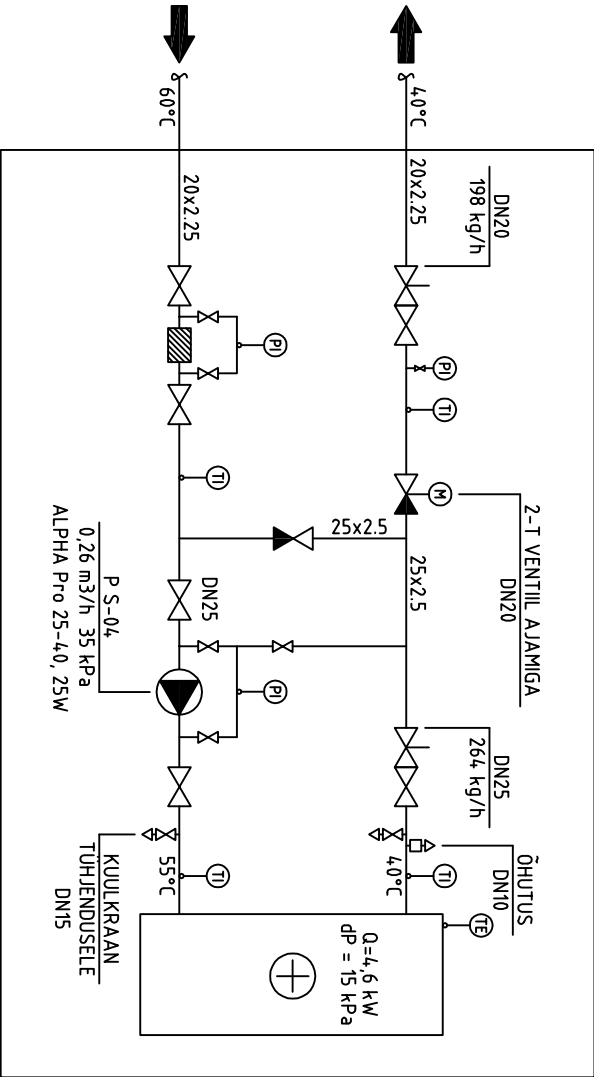 40°C
20x2.25
DN20
198 kg/h
PI
TI
M
2-T VENTIIL AJAMIGA
DN20
25x2.5
25x2.5
DN25
264 kg/h
ÕHUTUS
DN10
40°C
TI
TE
60°C
20x2.25
PI
TI
DN25
PI
P S-04
0,26 m3/h 35 kPa
ALPHA Pro 25-40, 25W
KUULKRAAN
TÜHJENDUSELE
DN15
55°C
TI
Q=4,6 kW
dP = 15 kPa